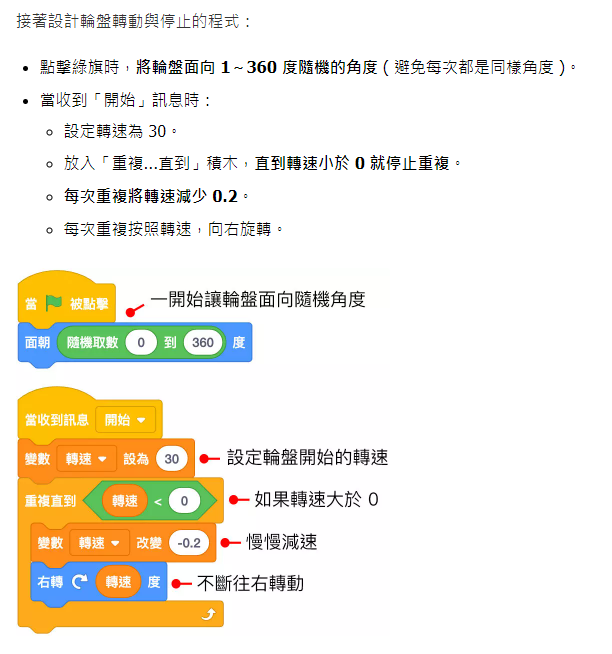 接著設計輪盤轉動與停止的程式：
點擊綠旗時，將輪盤面向 1 ~ 360 度隨機的角度 ( 避免每次都是同樣角度 )。
當收到「開始」訊息時：
設定轉速為 30。
放入「重複...直到」積木，直到轉速小於 0 就停止重複。
每次重複將轉速減少 0.2。
每次重複按照轉速，向右旋轉。
當 被點擊
一開始讓輪盤面向隨機角度
面朝 隨機取數 0 到 360 度
當收到訊息 開始
變數 轉速 設為 30
設定輪盤開始的轉速
重複直到 轉速 < 0
如果轉速大於 0
變數 轉速 改變 -0.2
慢慢減速
右轉 轉速 度
不斷往右轉動